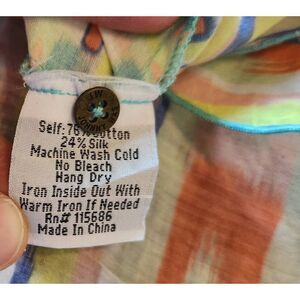 Self: 76% Cotton
24% Silk
Machine Wash Cold
No Bleach
Hang Dry
Iron Inside Out With
Warm Iron If Needed
Rn# 115686
Made In China